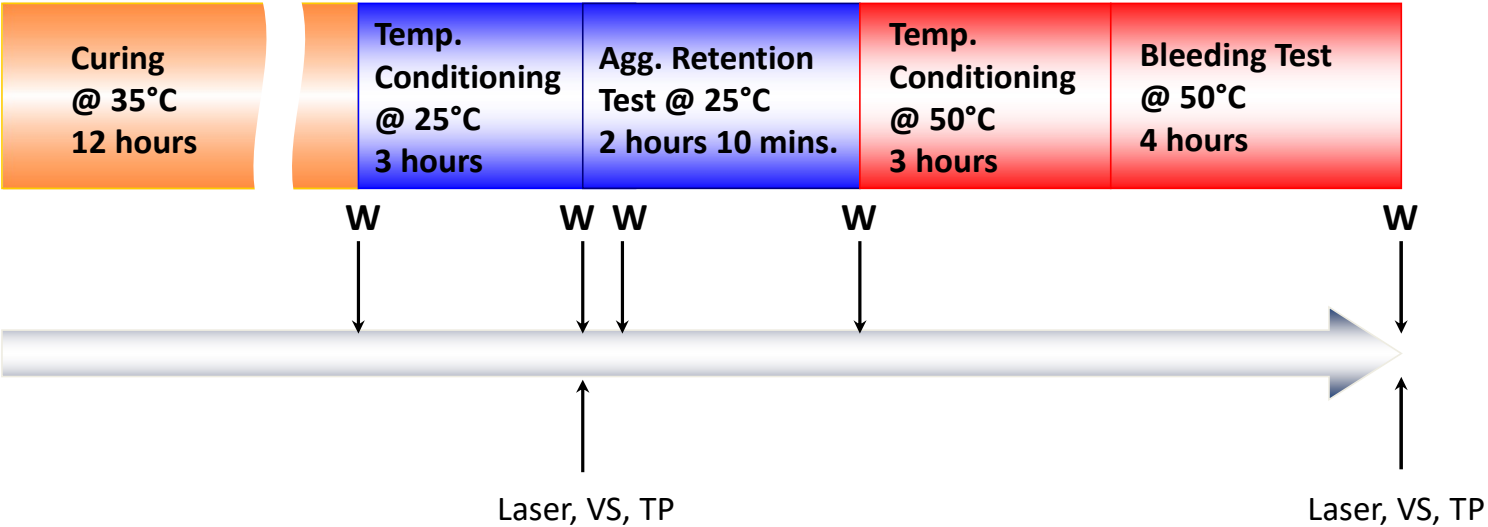 Curing
@ 35°C
12 hours
Temp.
Conditioning
@ 25°C
3 hours
Agg. Retention
Test @ 25°C
2 hours 10 mins.
Temp.
Conditioning
@ 50°C
3 hours
Bleeding Test
@ 50°C
4 hours
W W W W W
Laser, VS, TP Laser, VS, TP